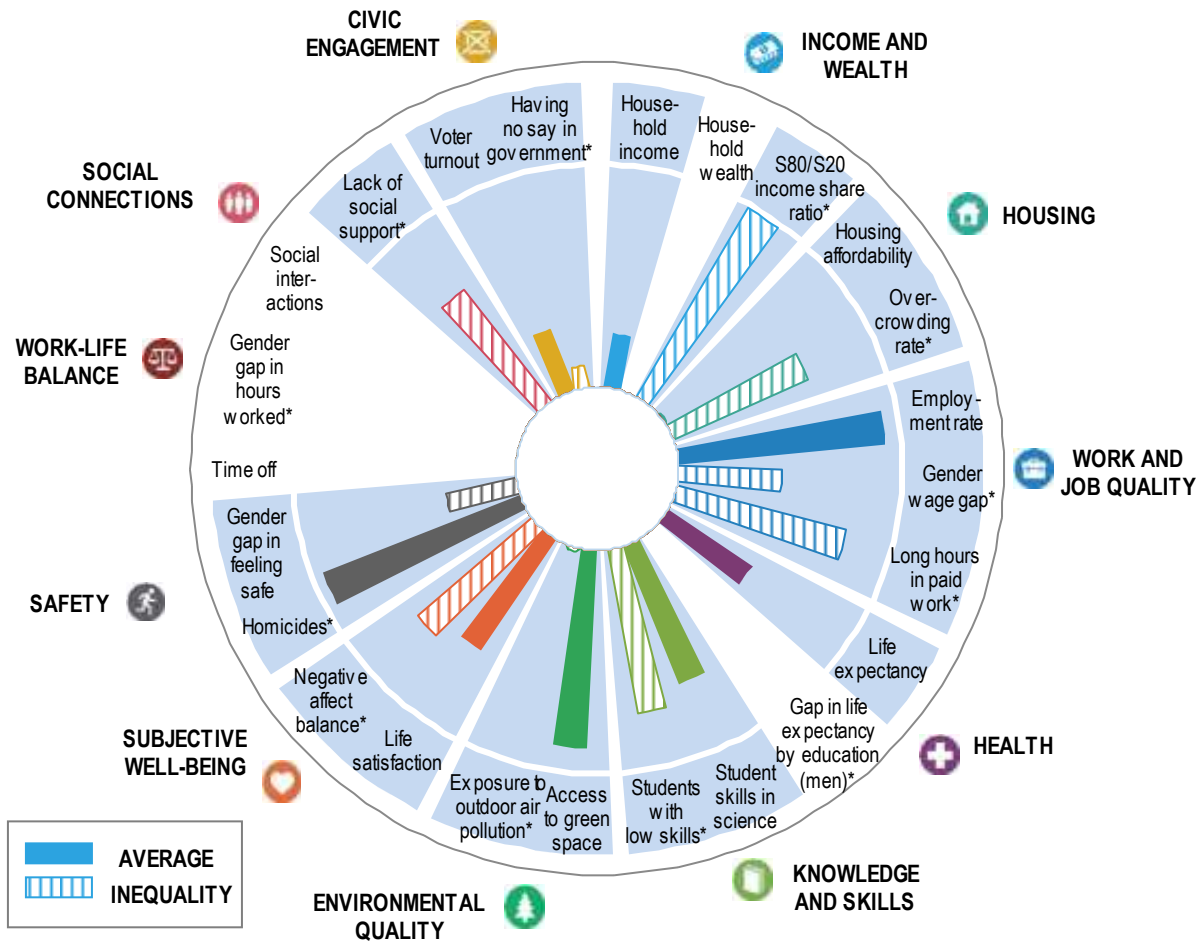 CIVIC
ENGAGEMENT
INCOME AND
WEALTH
HOUSING
WORK AND
JOB QUALITY
HEALTH
KNOWLEDGE
AND SKILLS
ENVIRONMENTAL
QUALITY
SUBJECTIVE
WELL-BEING
SAFETY
WORK-LIFE
BALANCE
SOCIAL
CONNECTIONS
House-
hold
income
House-
hold
wealth
S80/S20
income share
ratio*
Housing
affordability
Over-
crowding
rate*
Employ-
ment rate
Gender
wage gap*
Long hours
in paid
work*
Life
expectancy
Gap in life
expectancy
by education
(men)*
Student
skills in
science
Students
with
low skills*
Access
to green
space
Exposure to
outdoor air
pollution*
Life
satisfaction
Negative
affect
balance*
Homicides*
Gender
gap in
feeling
safe
Time off
Gender
gap in
hours
worked*
Social
inter-
actions
Lack of
social
support*
Voter
turnout
Having
no say in
government*
AVERAGE
INEQUALITY